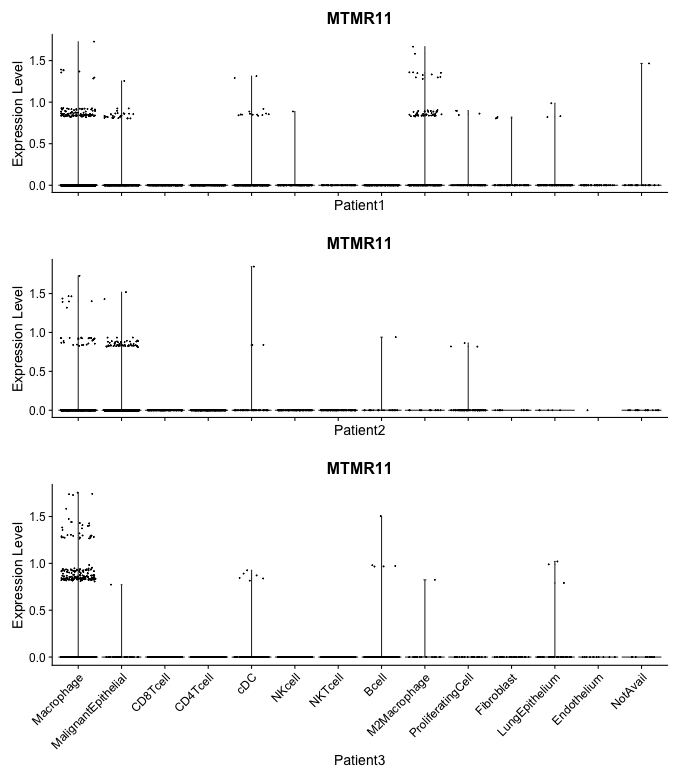 MTMR11
Expression Level
1.5
1.0
0.5
0.0
Patient1
MTMR11
Expression Level
1.5
1.0
0.5
0.0
Patient2
MTMR11
Expression Level
1.5
1.0
0.5
0.0
Macrophage
MalignantEpithelial
CD8Tcell
CD4Tcell
cDC
NKcell
NKTcell
Bcell
M2Macrophage
ProliferatingCell
Fibroblast
LungEpithelium
Endothelium
NotAvail
Patient3